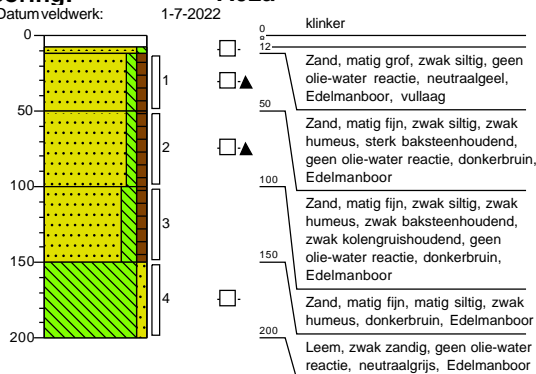 Datum veldwerk: 1-7-2022
0
50
100
150
200
1
2
3
4
0
8
12
50
100
150
200
klinker
Zand, matig grof, zwak siltig, geen
olie-water reactie, neutraalgeel,
Edelmanboor, vullaag
Zand, matig fijn, zwak siltig, zwak
humeus, sterk baksteenhoudend,
geen olie-water reactie, donkerbruin,
Edelmanboor
Zand, matig fijn, zwak siltig, zwak
humeus, zwak baksteenhoudend,
zwak kolengruishoudend, geen
olie-water reactie, donkerbruin,
Edelmanboor
Zand, matig fijn, matig siltig, zwak
humeus, donkerbruin, Edelmanboor
Leem, zwak zandig, geen olie-water
reactie, neutraalgrijs, Edelmanboor